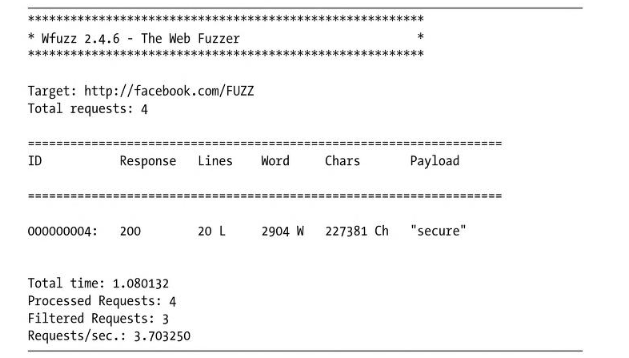 ********************************************************
* Wfuzz 2.4.6 - The Web Fuzzer                         *
********************************************************
Target: http://facebook.com/FUZZ
Total requests: 4
===================================================================
ID           Response   Lines    Word     Chars       Payload
===================================================================
000000004:   200        20 L     2904 W   227381 Ch   "secure"
Total time: 1.080132
Processed Requests: 4
Filtered Requests: 3
Requests/sec.: 3.703250